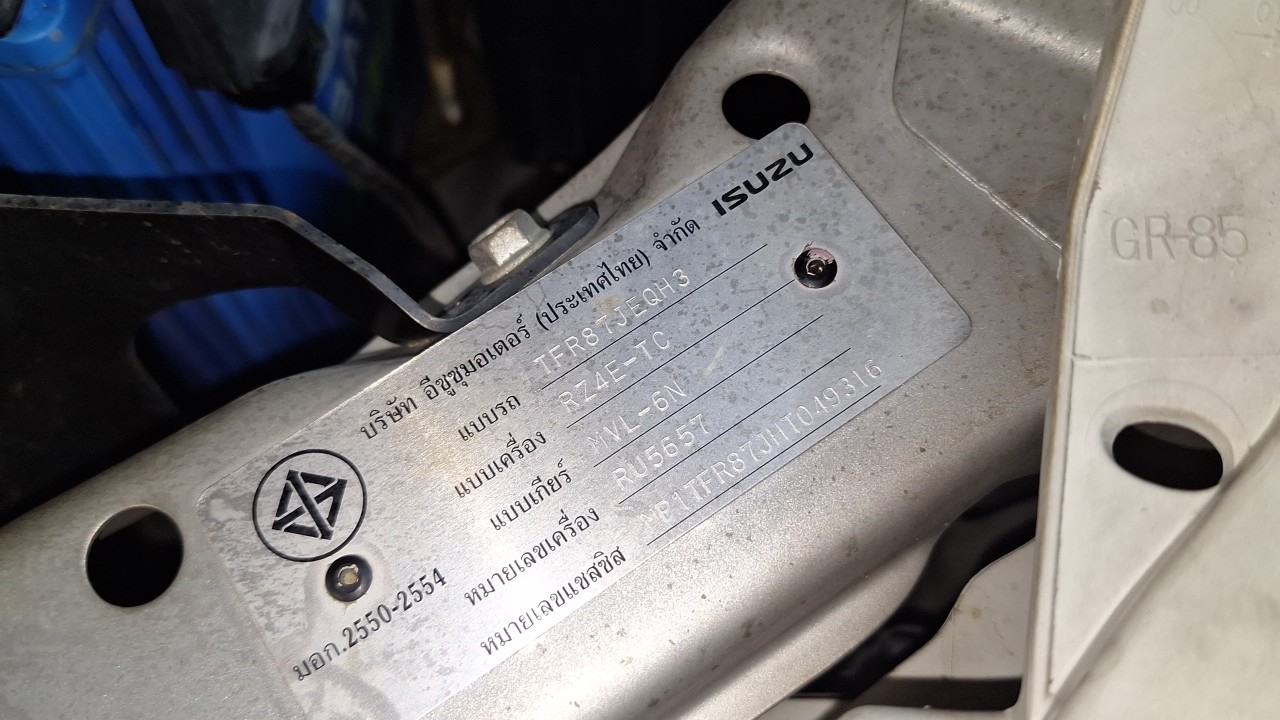 ISUZU
บริษัท อีซูซุมอเตอร์ (ประเทศไทย) จำกัด
แบบรถ TFR87JEQH3
แบบเครื่อง RZ4E-TC
แบบเกียร์ MVL-6N
หมายเลขเครื่อง RU5657
หมายเลขแชสซิส MP1TFR87JHT049316
มอก.2550-2554
GR-85